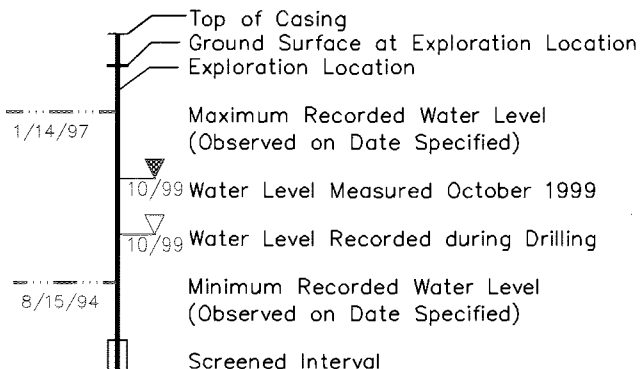 Top of Casing
Ground Surface at Exploration Location
Exploration Location
1/14/97
Maximum Recorded Water Level
(Observed on Date Specified)
10/99 Water Level Measured October 1999
10/99 Water Level Recorded during Drilling
8/15/94
Minimum Recorded Water Level
(Observed on Date Specified)
Screened Interval